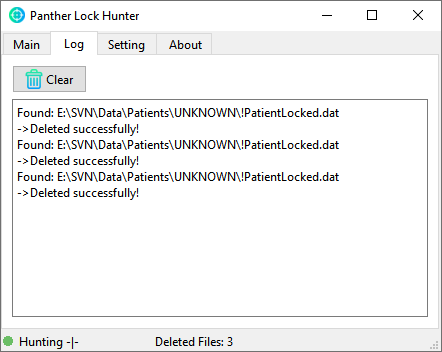 Panther Lock Hunter
Main Log Setting About
Clear
Found: E:\SVN\Data\Patients\UNKNOWN\!PatientLocked.dat
->Deleted successfully!
Found: E:\SVN\Data\Patients\UNKNOWN\!PatientLocked.dat
->Deleted successfully!
Found: E:\SVN\Data\Patients\UNKNOWN\!PatientLocked.dat
->Deleted successfully!
Hunting -|- Deleted Files: 3